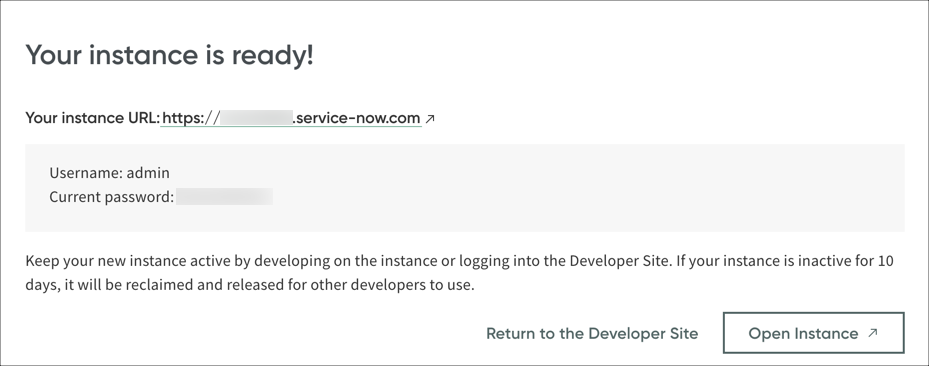 Your instance is ready!
Your instance URL: https:// .service-now.com ↗
Username: admin
Current password:
Keep your new instance active by developing on the instance or logging into the Developer Site. If your instance is inactive for 10
days, it will be reclaimed and released for other developers to use.
Return to the Developer Site
Open Instance ↗